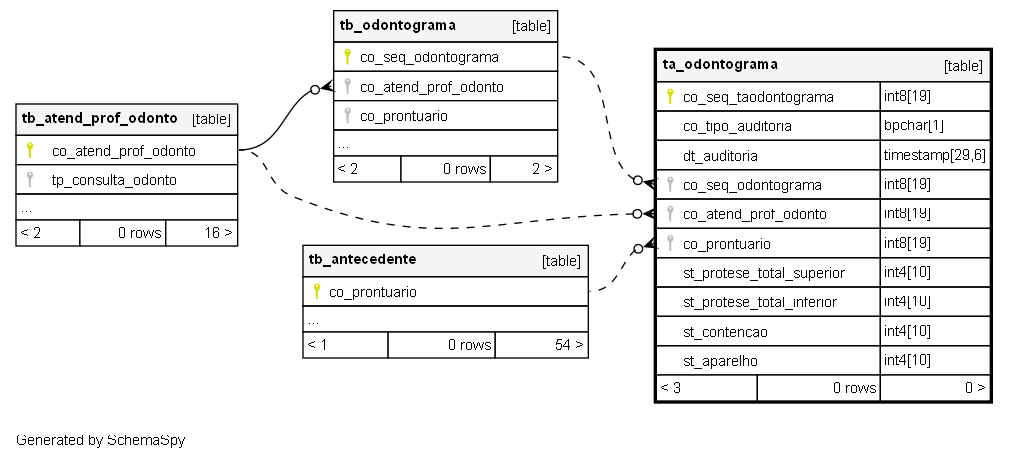 tb_odontograma [table]
co_seq_odontograma
co_atend_prof_odonto
co_prontuario
...
< 2 0 rows 2 >
ta_odontograma [table]
co_seq_taodontograma int8[19]
co_tipo_auditoria bpchar[1]
dt_auditoria timestamp[29,6]
co_seq_odontograma int8[19]
co_atend_prof_odonto int8[19]
co_prontuario int8[19]
st_protese_total_superior int4[10]
st_protese_total_inferior int4[10]
st_contencao int4[10]
st_aparelho int4[10]
< 3 0 rows 0 >
tb_atend_prof_odonto [table]
co_atend_prof_odonto
tp_consulta_odonto
...
< 2 0 rows 16 >
tb_antecedente [table]
co_prontuario
...
< 1 0 rows 54 >
Generated by SchemaSpy